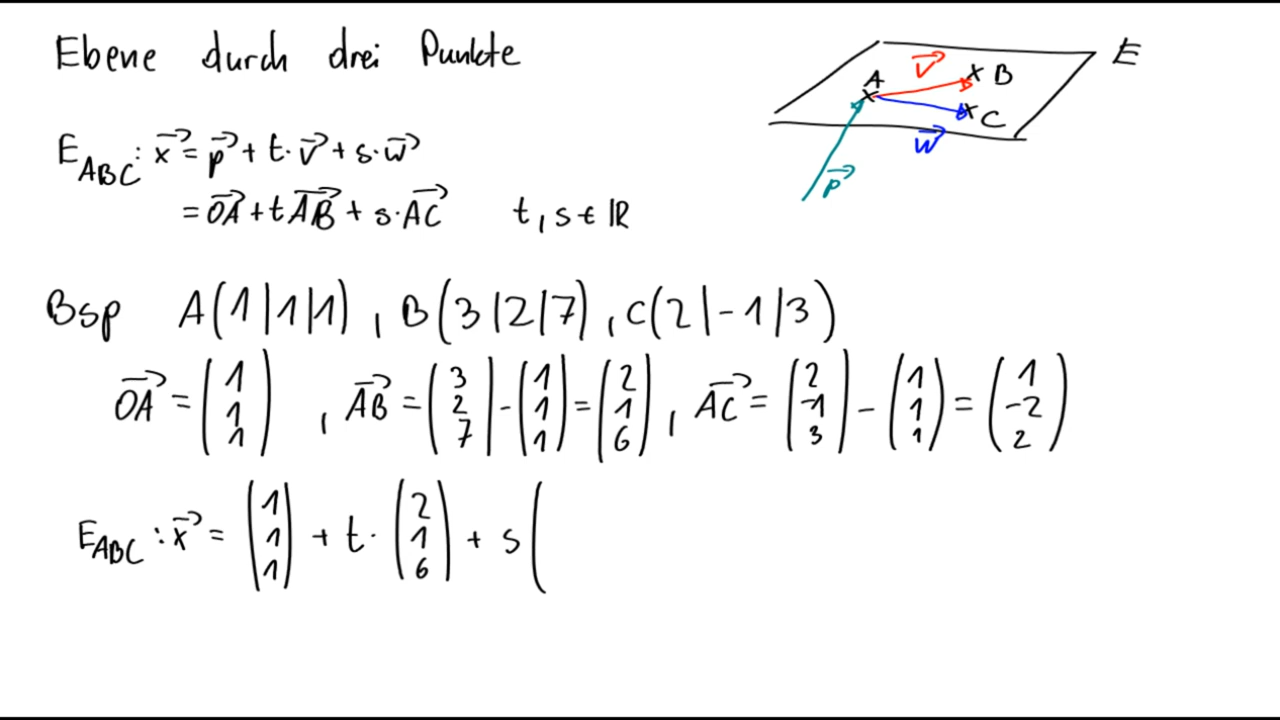 Ebene durch drei Punkte
E_ABC: x⃗ = p⃗ + t·v⃗ + s·w⃗
= OA⃗ + t AB⃗ + s·AC⃗ t, s ∈ ℝ
A v⃗ B C E w⃗ p⃗
Bsp A(1|1|1), B(3|2|7), C(2|-1|3)
OA⃗ = (1 1 1), AB⃗ = (3 2 7) - (1 1 1) = (2 1 6), AC⃗ = (2 -1 3) - (1 1 1) = (1 -2 2)
E_ABC: x⃗ = (1 1 1) + t·(2 1 6) + s(